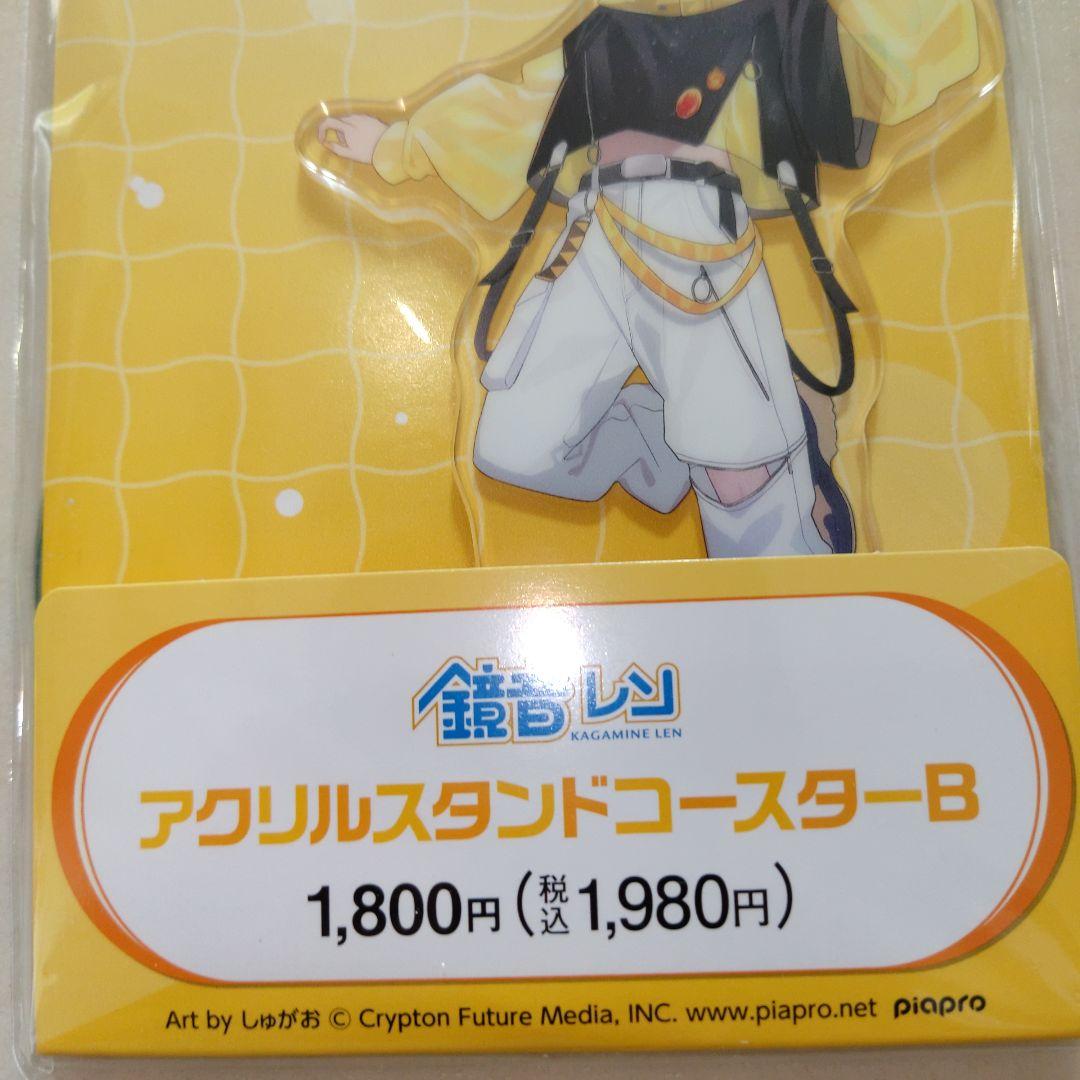 鏡音レン
KAGAMINE LEN
アクリルスタンドコースターB
1,800円(税込1,980円)
Art by しゅがお © Crypton Future Media, INC. www.piapro.net piapro